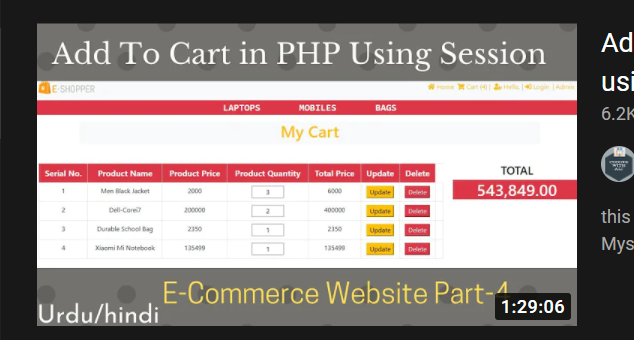 Add To Cart in PHP Using Session
E-SHOPPER
Home Cart (4) | Hello, | Login | Admin
LAPTOPS MOBILES BAGS
My Cart
Serial No. Product Name Product Price Product Quantity Total Price Update Delete
1 Men Black Jacket 2000 3 6000 Update Delete
2 Dell-Corei7 200000 2 400000 Update Delete
3 Durable School Bag 2350 1 2350 Update Delete
4 Xiaomi Mi Notebook 135499 1 135499 Update Delete
TOTAL
543,849.00
E-Commerce Website Part-4
Urdu/hindi
1:29:06
Ad
usi
6.2K
this
Mys